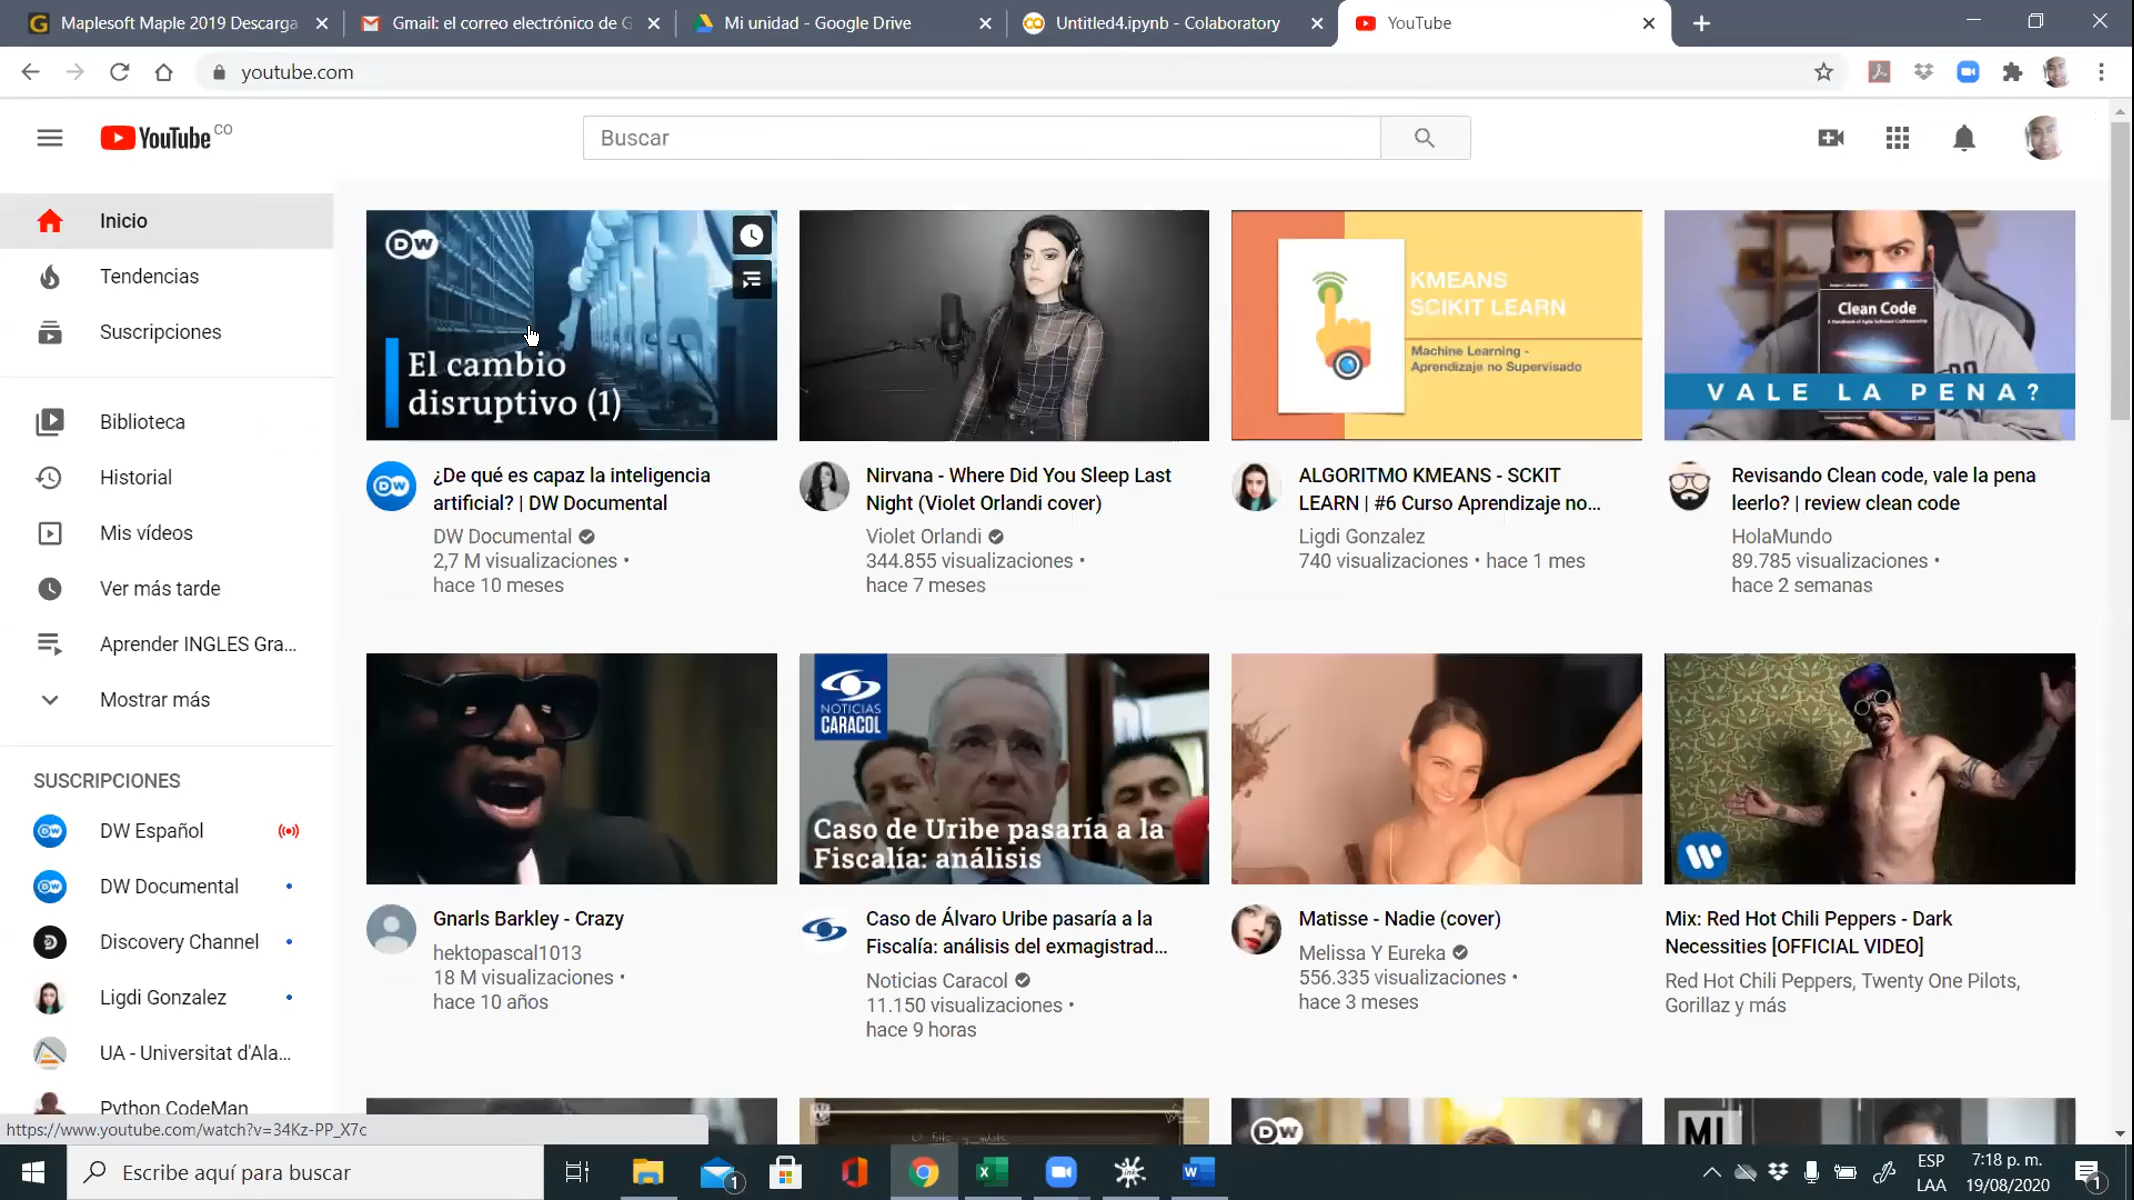 Maplesoft Maple 2019 Descarga
Gmail: el correo electrónico de G
Mi unidad - Google Drive
Untitled4.ipynb - Colaboratory
YouTube
youtube.com
YouTube CO
Buscar
Inicio
Tendencias
Suscripciones
Biblioteca
Historial
Mis vídeos
Ver más tarde
Aprender INGLES Gra...
Mostrar más
SUSCRIPCIONES
DW Español
DW Documental
Discovery Channel
Ligdi Gonzalez
UA - Universitat d'Ala...
Python CodeMan
DW
El cambio
disruptivo (1)
¿De qué es capaz la inteligencia
artificial? | DW Documental
DW Documental
2,7 M visualizaciones •
hace 10 meses
Nirvana - Where Did You Sleep Last
Night (Violet Orlandi cover)
Violet Orlandi
344.855 visualizaciones •
hace 7 meses
KMEANS
SCIKIT LEARN
Machine Learning -
Aprendizaje no Supervisado
ALGORITMO KMEANS - SCKIT
LEARN | #6 Curso Aprendizaje no...
Ligdi Gonzalez
740 visualizaciones • hace 1 mes
Clean Code
VALE LA PENA?
Revisando Clean code, vale la pena
leerlo? | review clean code
HolaMundo
89.785 visualizaciones •
hace 2 semanas
Gnarls Barkley - Crazy
hektopascal1013
18 M visualizaciones •
hace 10 años
NOTICIAS
CARACOL
Caso de Uribe pasaría a la
Fiscalía: análisis
Caso de Álvaro Uribe pasaría a la
Fiscalía: análisis del exmagistrad...
Noticias Caracol
11.150 visualizaciones •
hace 9 horas
Matisse - Nadie (cover)
Melissa Y Eureka
556.335 visualizaciones •
hace 3 meses
Mix: Red Hot Chili Peppers - Dark
Necessities [OFFICIAL VIDEO]
Red Hot Chili Peppers, Twenty One Pilots,
Gorillaz y más
DW
MI
https://www.youtube.com/watch?v=34Kz-PP_X7c
Escribe aquí para buscar
1
ESP
LAA
7:18 p. m.
19/08/2020
1